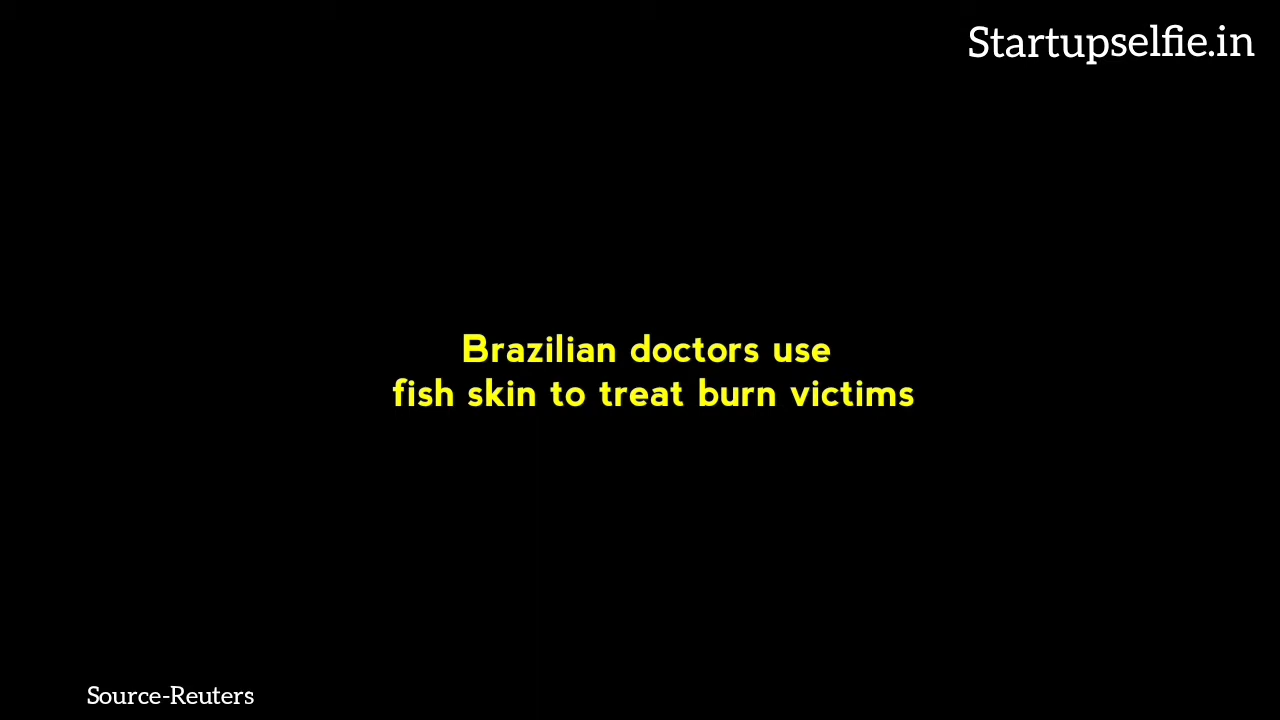 Startupselfie.in
Brazilian doctors use
fish skin to treat burn victims
Source-Reuters